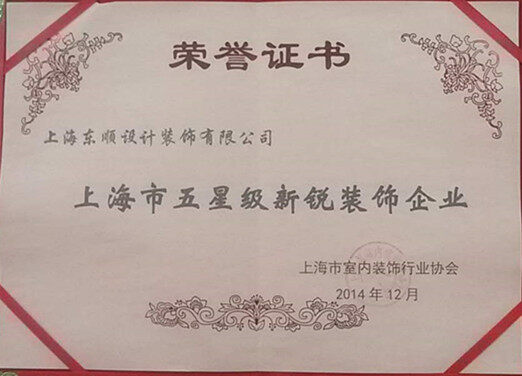 荣誉证书
上海东顺设计装饰有限公司
上海市五星级新锐装饰企业
上海市室内装饰行业协会
2014年12月